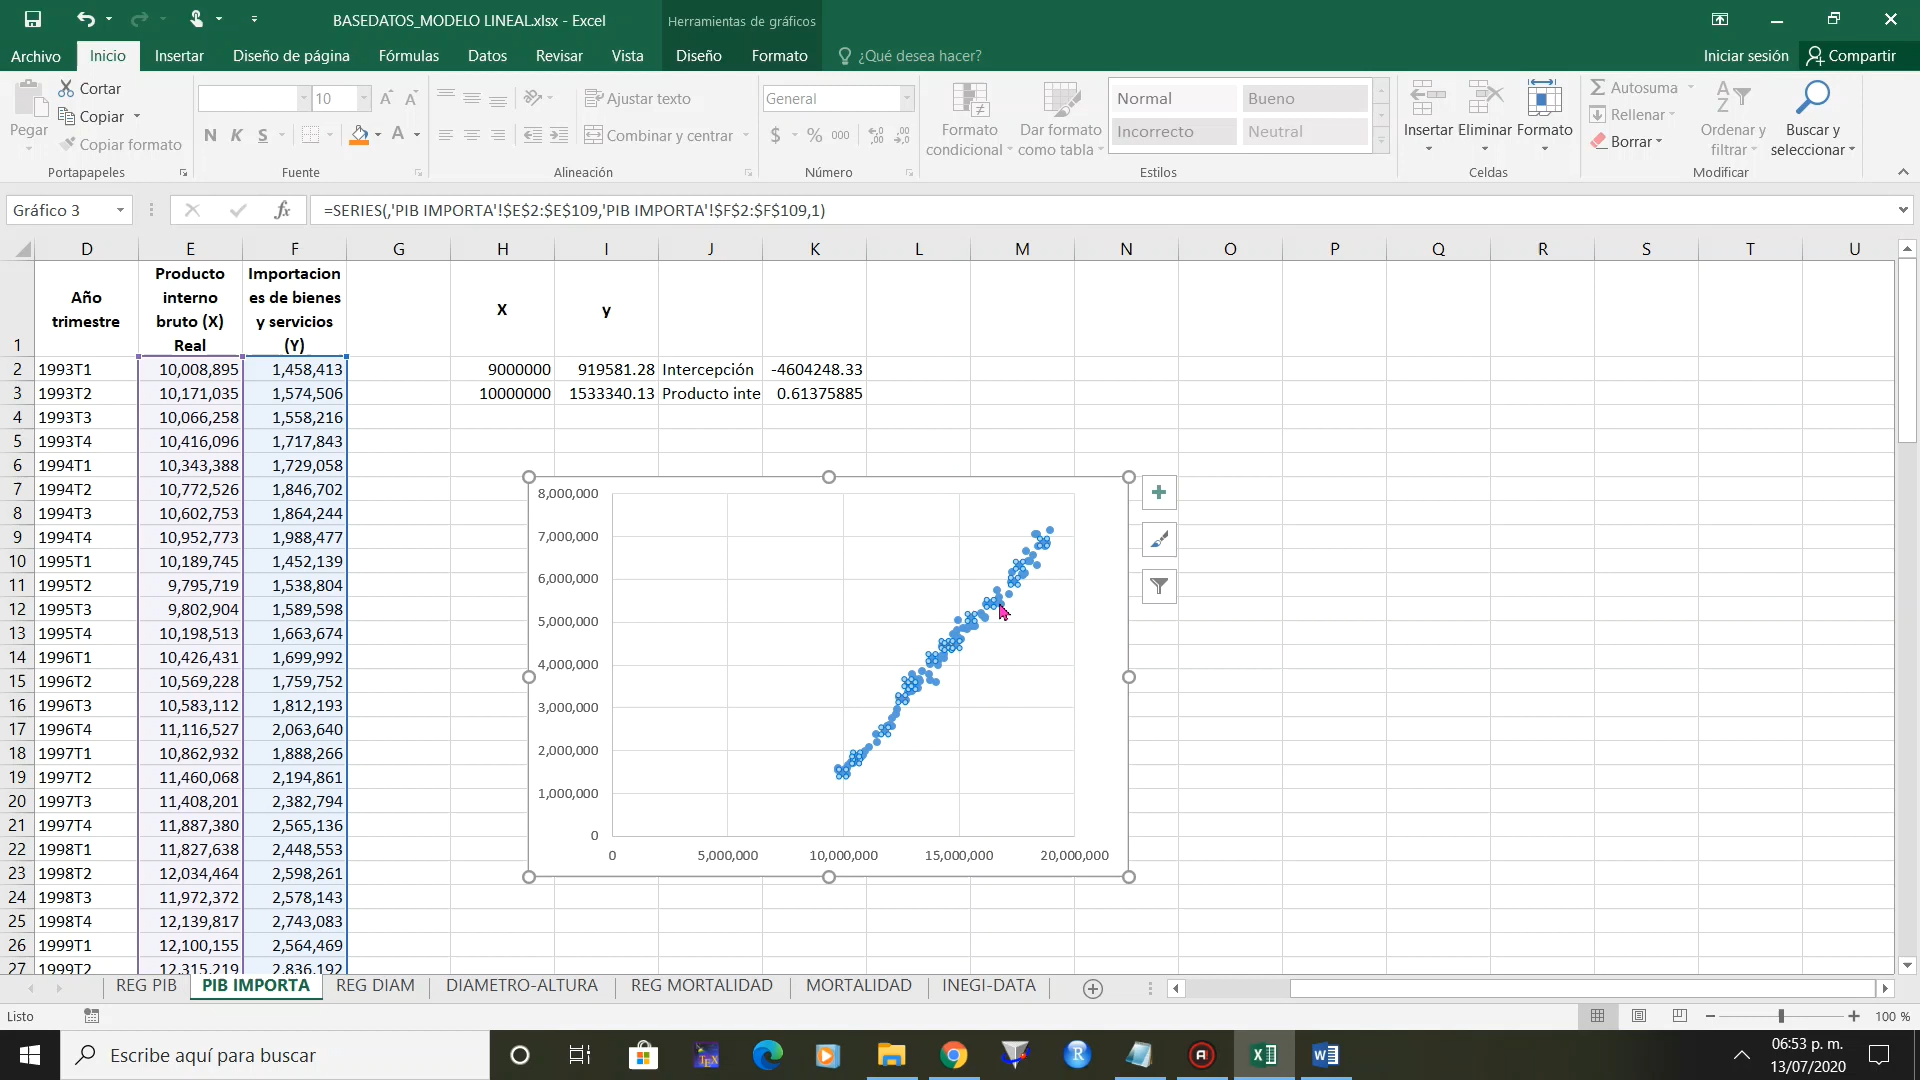 BASEDATOS_MODELO LINEAL.xlsx - Excel
Herramientas de gráficos
Archivo Inicio Insertar Diseño de página Fórmulas Datos Revisar Vista Diseño Formato ¿Qué desea hacer? Iniciar sesión Compartir
Pegar
Cortar
Copiar
Copiar formato
Portapapeles
10
N K S
Fuente
Ajustar texto
Combinar y centrar
Alineación
General
$ % 000
Número
Formato condicional
Dar formato como tabla
Normal Bueno
Incorrecto Neutral
Estilos
Insertar Eliminar Formato
Celdas
Autosuma
Rellenar
Borrar
Ordenar y filtrar
Buscar y seleccionar
Modificar
Gráfico 3 fx =SERIES(,'PIB IMPORTA'!$E$2:$E$109,'PIB IMPORTA'!$F$2:$F$109,1)
D E F G H I J K L M N O P Q R S T U
1 Año trimestre Producto interno bruto (X) Real Importaciones de bienes y servicios (Y) X y
2 1993T1 10,008,895 1,458,413 9000000 919581.28 Intercepción -4604248.33
3 1993T2 10,171,035 1,574,506 10000000 1533340.13 Producto inte 0.61375885
4 1993T3 10,066,258 1,558,216
5 1993T4 10,416,096 1,717,843
6 1994T1 10,343,388 1,729,058
7 1994T2 10,772,526 1,846,702
8 1994T3 10,602,753 1,864,244
9 1994T4 10,952,773 1,988,477
10 1995T1 10,189,745 1,452,139
11 1995T2 9,795,719 1,538,804
12 1995T3 9,802,904 1,589,598
13 1995T4 10,198,513 1,663,674
14 1996T1 10,426,431 1,699,992
15 1996T2 10,569,228 1,759,752
16 1996T3 10,583,112 1,812,193
17 1996T4 11,116,527 2,063,640
18 1997T1 10,862,932 1,888,266
19 1997T2 11,460,068 2,194,861
20 1997T3 11,408,201 2,382,794
21 1997T4 11,887,380 2,565,136
22 1998T1 11,827,638 2,448,553
23 1998T2 12,034,464 2,598,261
24 1998T3 11,972,372 2,578,143
25 1998T4 12,139,817 2,743,083
26 1999T1 12,100,155 2,564,469
27 1999T2 12,315,219 2,836,192
8,000,000
7,000,000
6,000,000
5,000,000
4,000,000
3,000,000
2,000,000
1,000,000
0
0 5,000,000 10,000,000 15,000,000 20,000,000
REG PIB PIB IMPORTA REG DIAM DIAMETRO-ALTURA REG MORTALIDAD MORTALIDAD INEGI-DATA
Listo 100 %
Escribe aquí para buscar
06:53 p. m.
13/07/2020